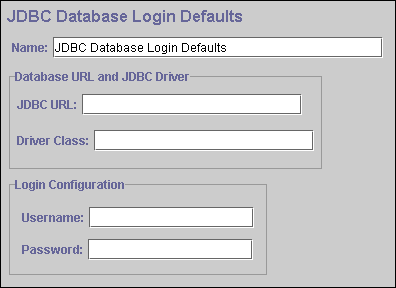 JDBC Database Login Defaults
Name: JDBC Database Login Defaults
Database URL and JDBC Driver
JDBC URL:
Driver Class:
Login Configuration
Username:
Password: